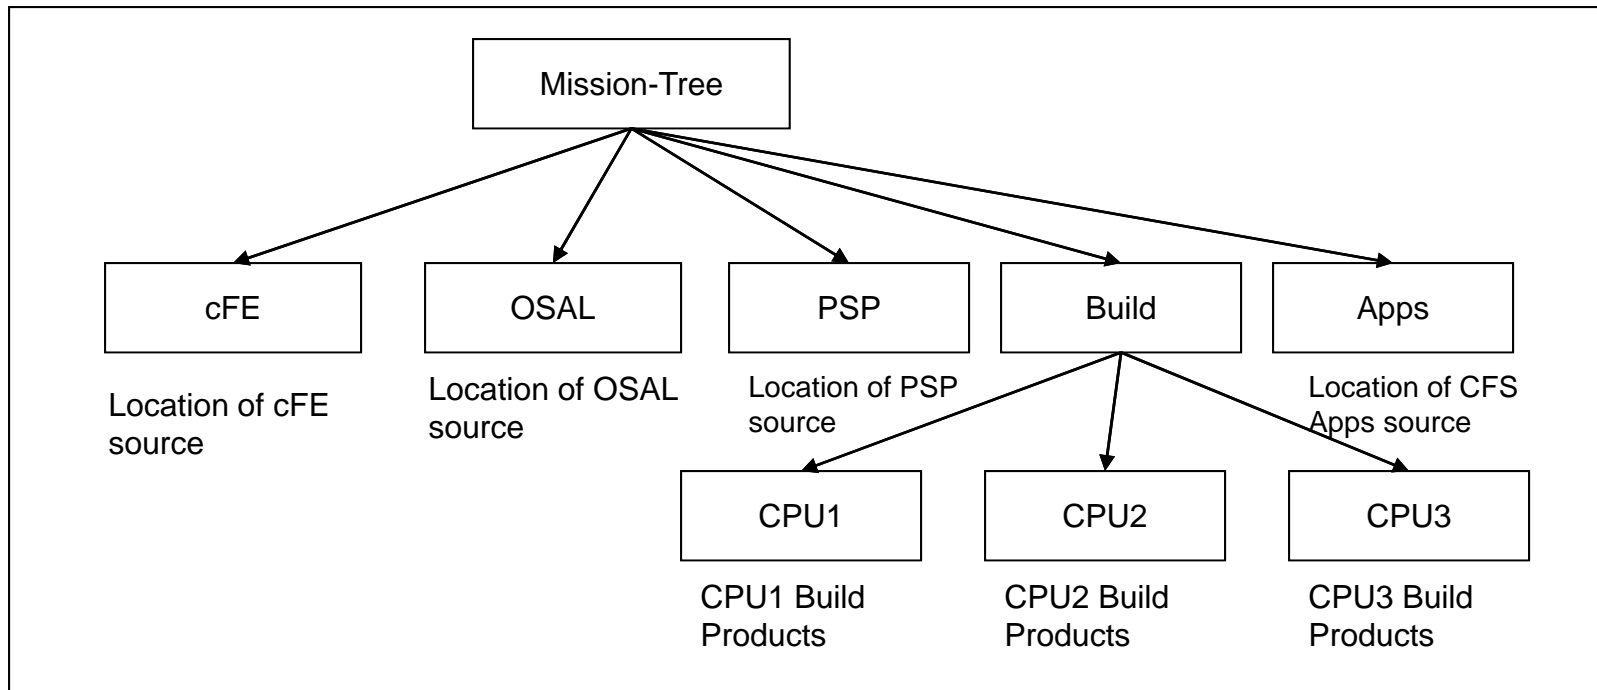 Mission-Tree
cFE
OSAL
PSP
Build
Apps
Location of cFE
source
Location of OSAL
source
Location of PSP
source
Location of CFS
Apps source
CPU1
CPU2
CPU3
CPU1 Build
Products
CPU2 Build
Products
CPU3 Build
Products